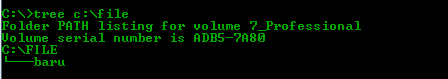 C:\>tree c:\file
Folder PATH listing for volume 7_Professional
Volume serial number is ADB5-7A80
C:\FILE
└───baru